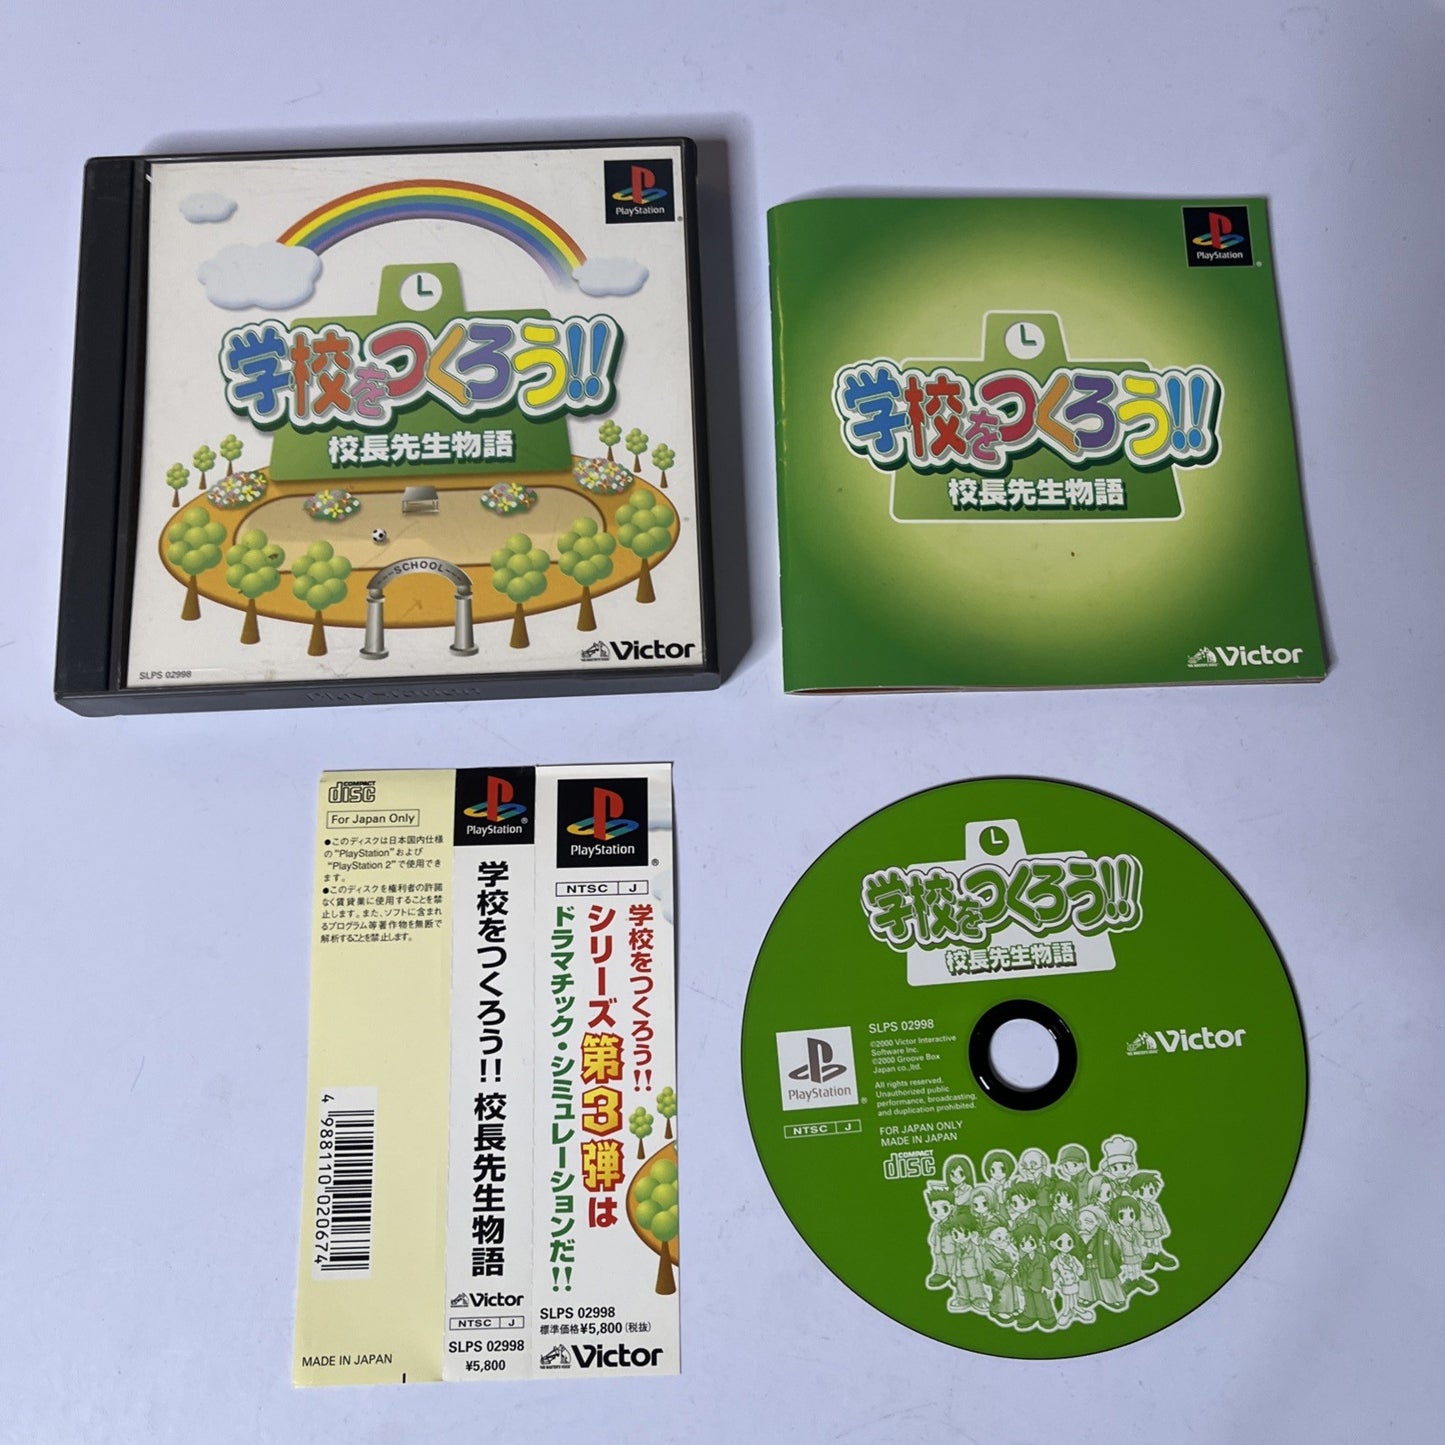 PlayStation
学校をつくろう!!
校長先生物語
SCHOOL
SLPS 02998
Victor
PlayStation
PlayStation
学校をつくろう!!
校長先生物語
Victor
COMPACT
disc
For Japan Only
●このディスクは日本国内仕様
の"PlayStation"および
"PlayStation 2"で使用でき
ます。
●このディスクを権利者の許諾
なく賃貸業に使用することを禁
止します。また、ソフトに含まれ
るプログラム等著作物を無断で
解析することを禁止します。
4 988110 020674
MADE IN JAPAN
PlayStation
学校をつくろう!! 校長先生物語
Victor
NTSC J
SLPS 02998
¥5,800
PlayStation
NTSC J
学校をつくろう!!
シリーズ第3弾は
ドラマチック・シミュレーションだ!!
SLPS 02998
標準価格¥5,800(税抜)
Victor
学校をつくろう!!
校長先生物語
PlayStation
NTSC J
SLPS 02998
©2000 Victor Interactive
Software Inc.
©2000 Groove Box
Japan co.,ltd.
All rights reserved.
Unauthorized public
performance, broadcasting,
and duplication prohibited.
FOR JAPAN ONLY
MADE IN JAPAN
COMPACT
disc
Victor